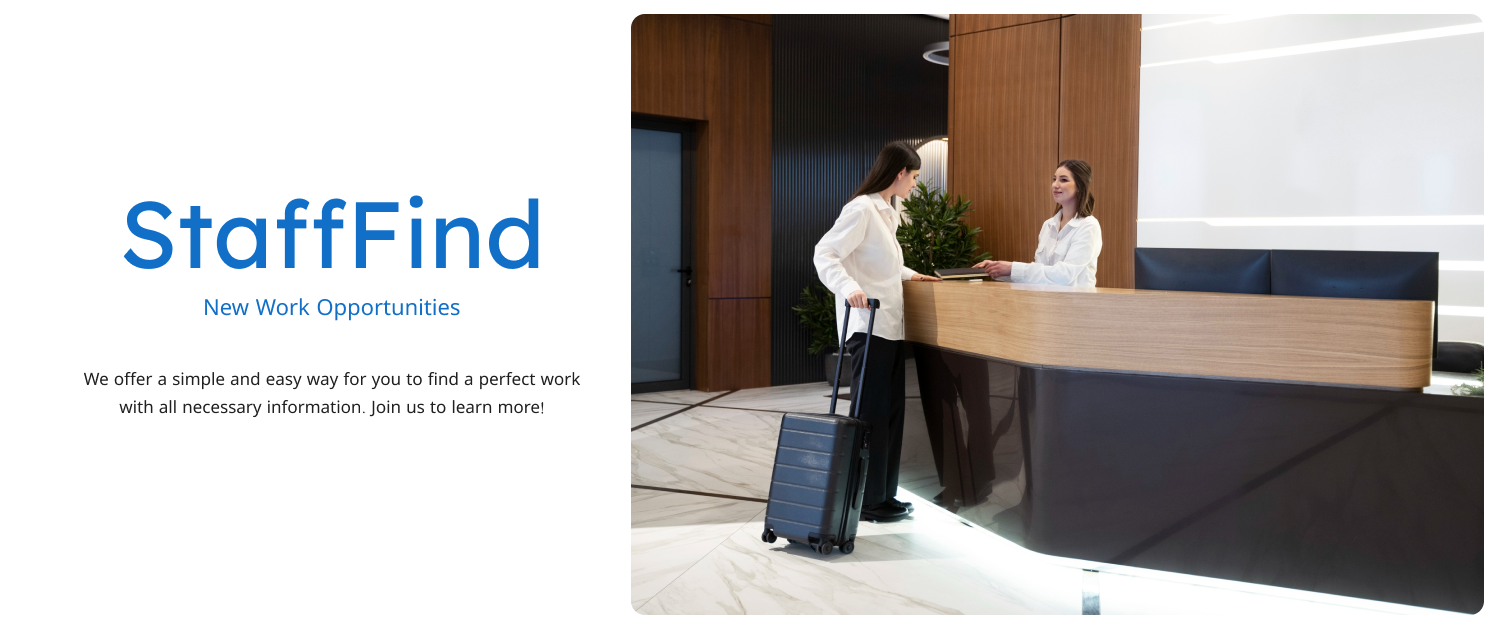 StaffFind
New Work Opportunities
We offer a simple and easy way for you to find a perfect work
with all necessary information. Join us to learn more!